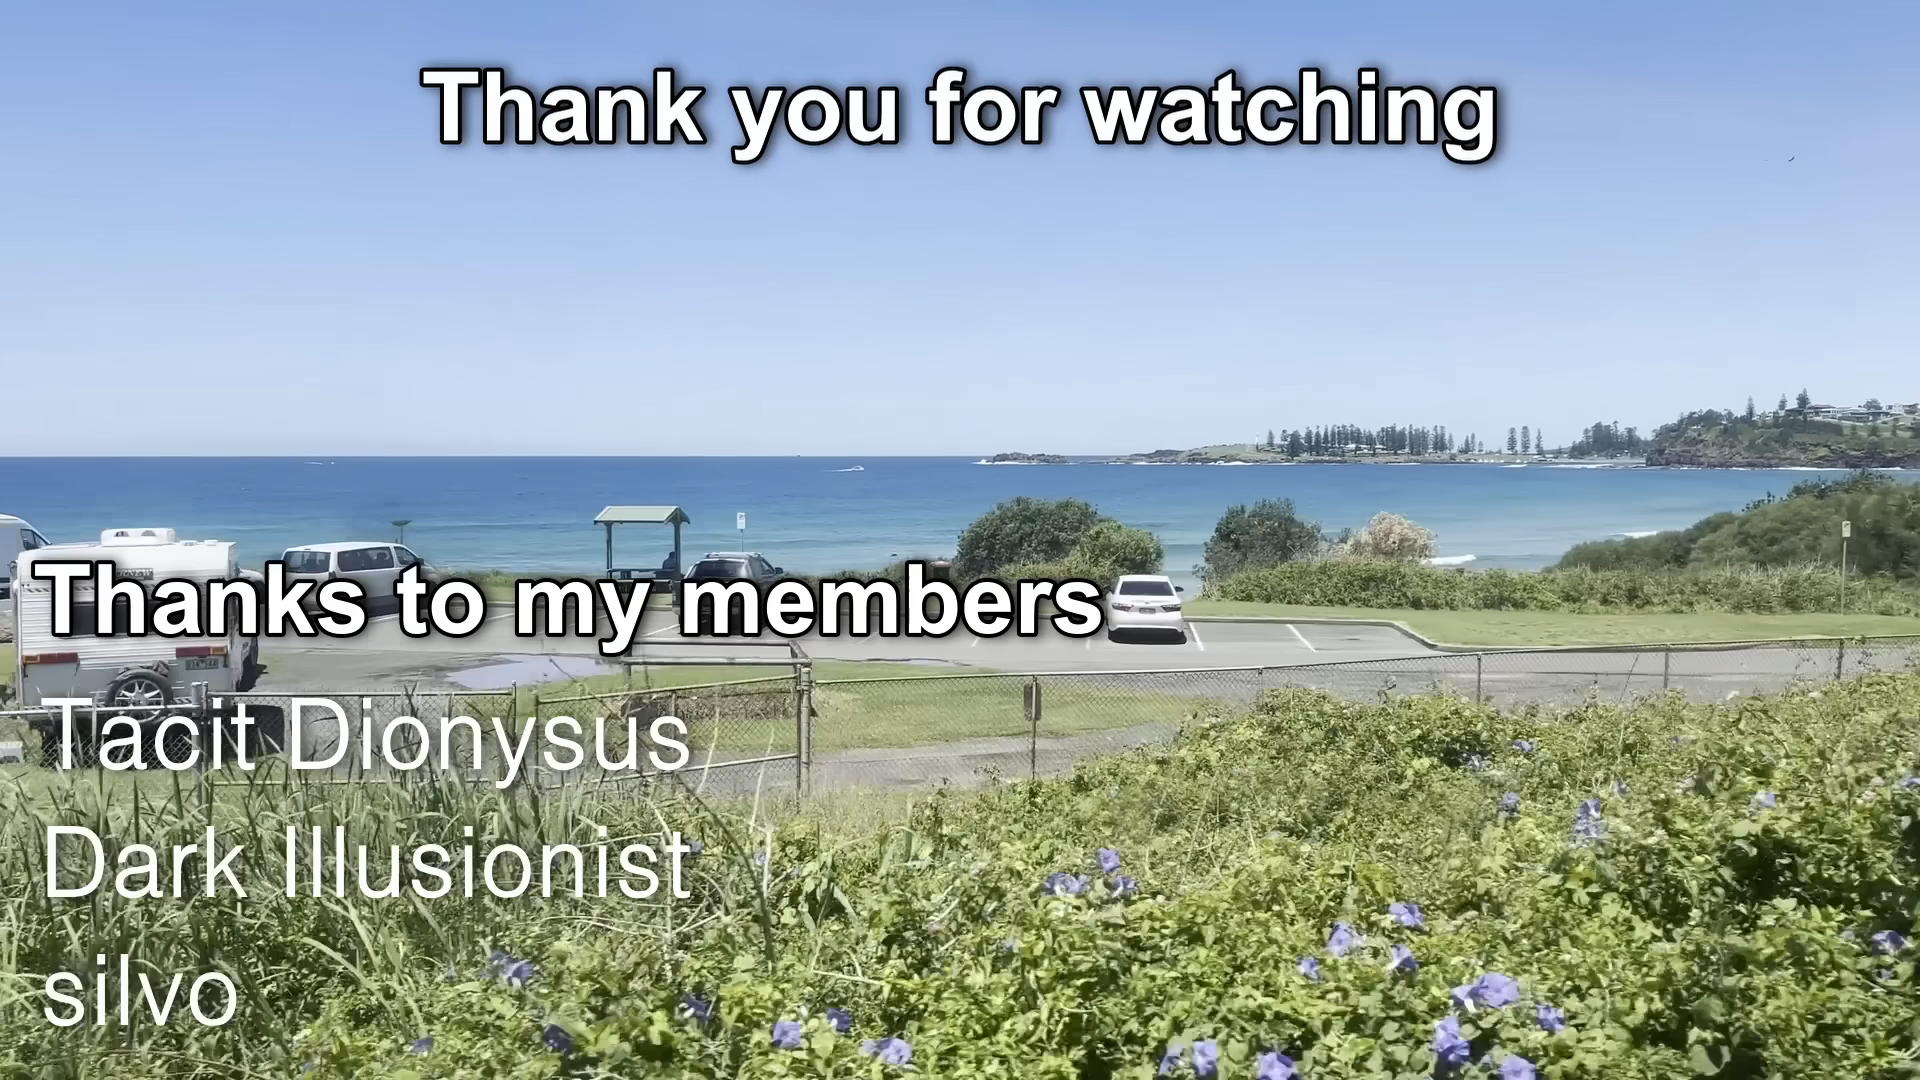 Thank you for watching
Thanks to my members
Tacit Dionysus
Dark Illusionist
silvo